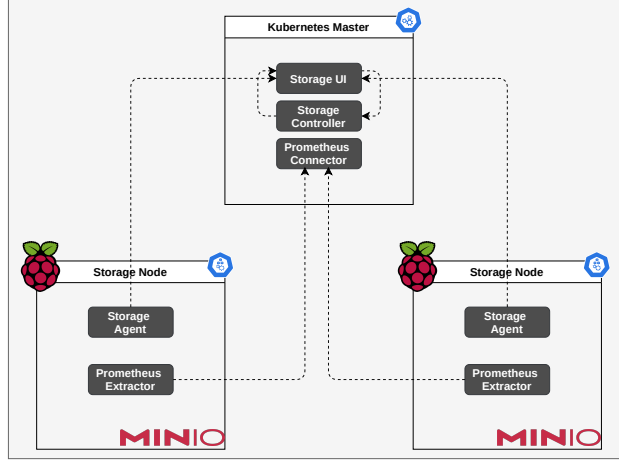 Kubernetes Master
Storage UI
Storage
Controller
Prometheus
Connector
Storage Node
Storage
Agent
Prometheus
Extractor
MINIO
Storage Node
Storage
Agent
Prometheus
Extractor
MINIO